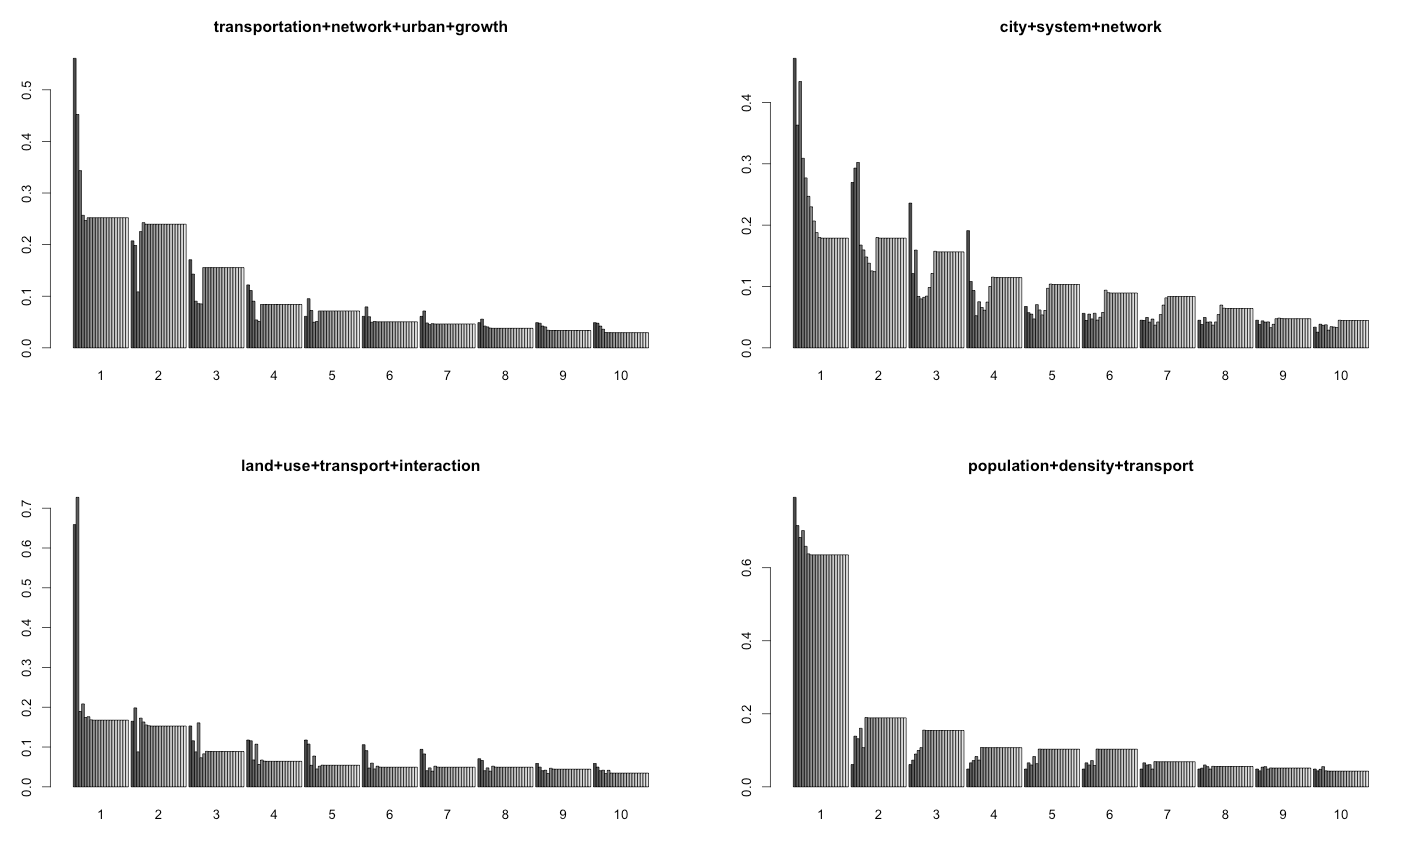 transportation+network+urban+growth
0.0 0.1 0.2 0.3 0.4 0.5
1 2 3 4 5 6 7 8 9 10
city+system+network
0.0 0.1 0.2 0.3 0.4
1 2 3 4 5 6 7 8 9 10
land+use+transport+interaction
0.0 0.1 0.2 0.3 0.4 0.5 0.6 0.7
1 2 3 4 5 6 7 8 9 10
population+density+transport
0.0 0.2 0.4 0.6
1 2 3 4 5 6 7 8 9 10